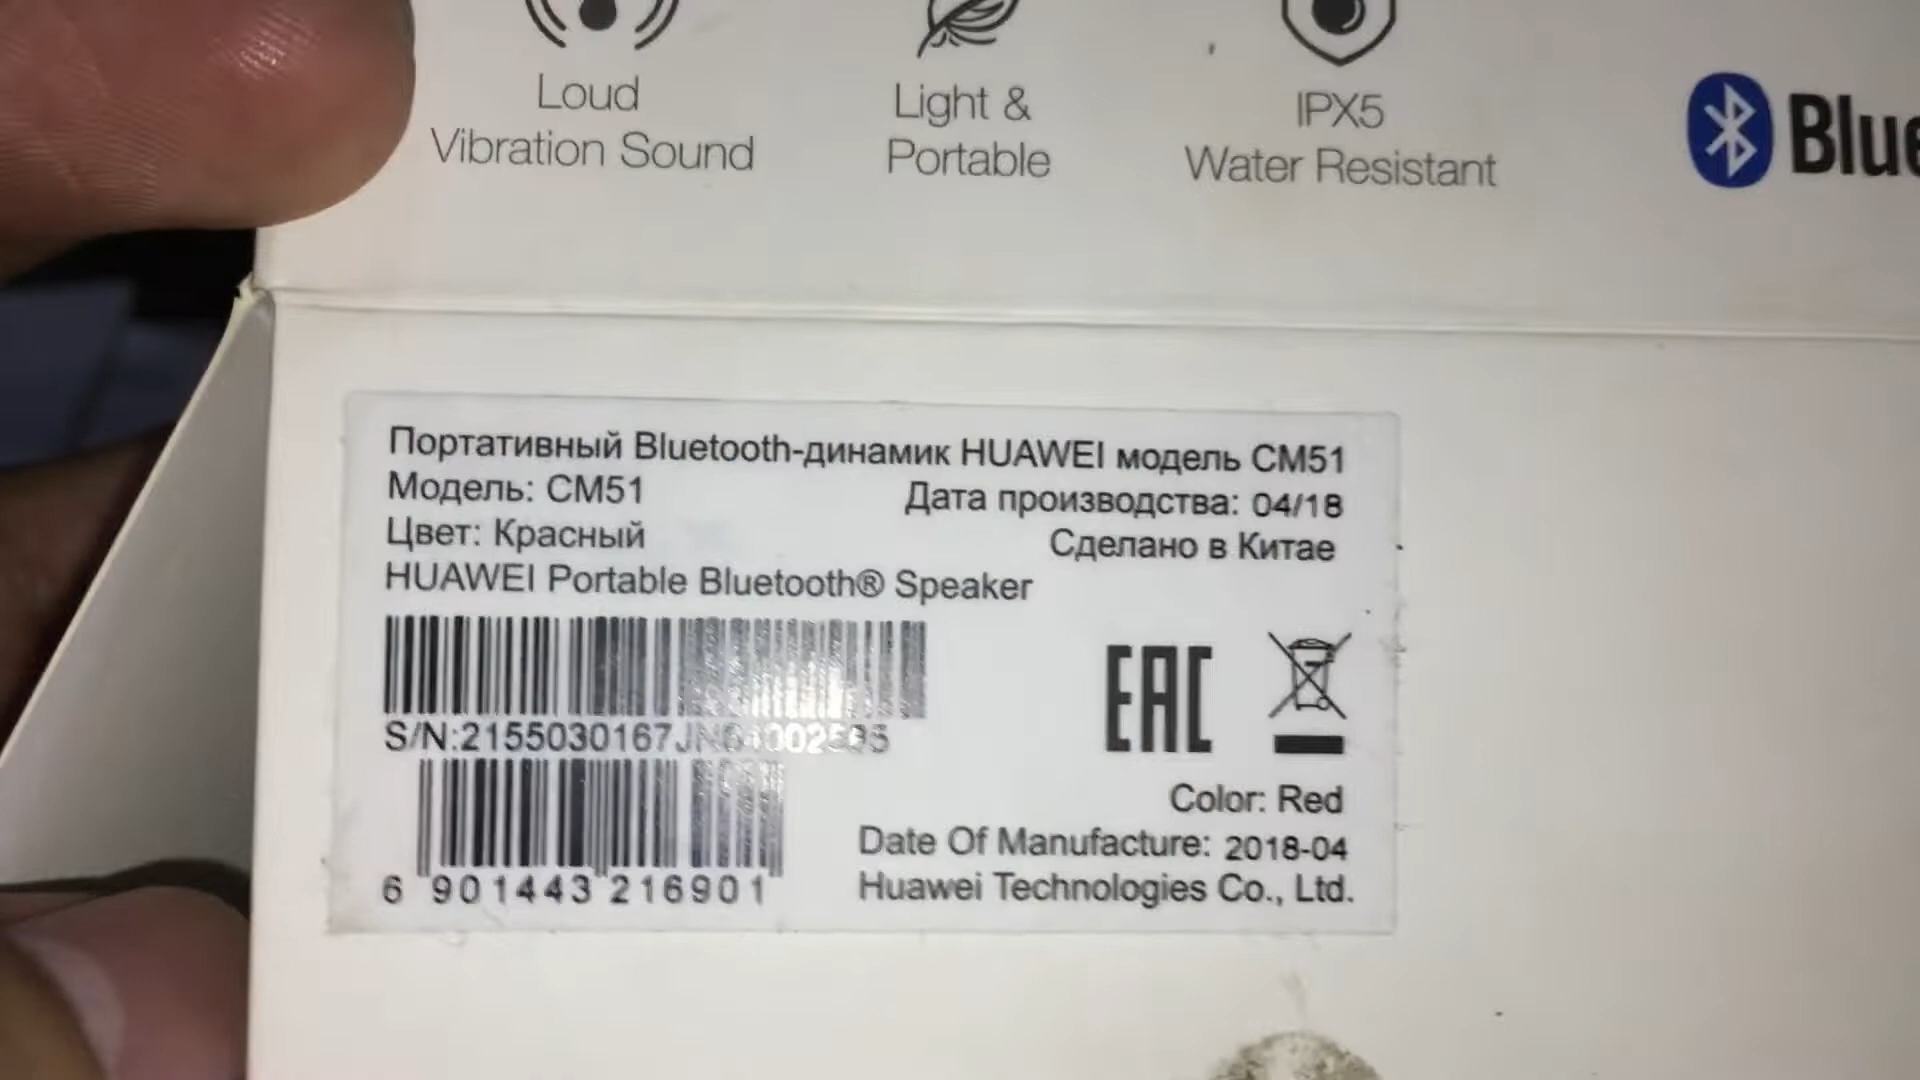 Loud
Vibration Sound
Light &
Portable
IPX5
Water Resistant
Портативный Bluetooth-динамик HUAWEI модель CM51
Модель: CM51
Дата производства: 04/18
Цвет: Красный
Сделано в Китае
HUAWEI Portable Bluetooth® Speaker
EAC
6 901443 216901
Color: Red
Date Of Manufacture: 2018-04
Huawei Technologies Co., Ltd.